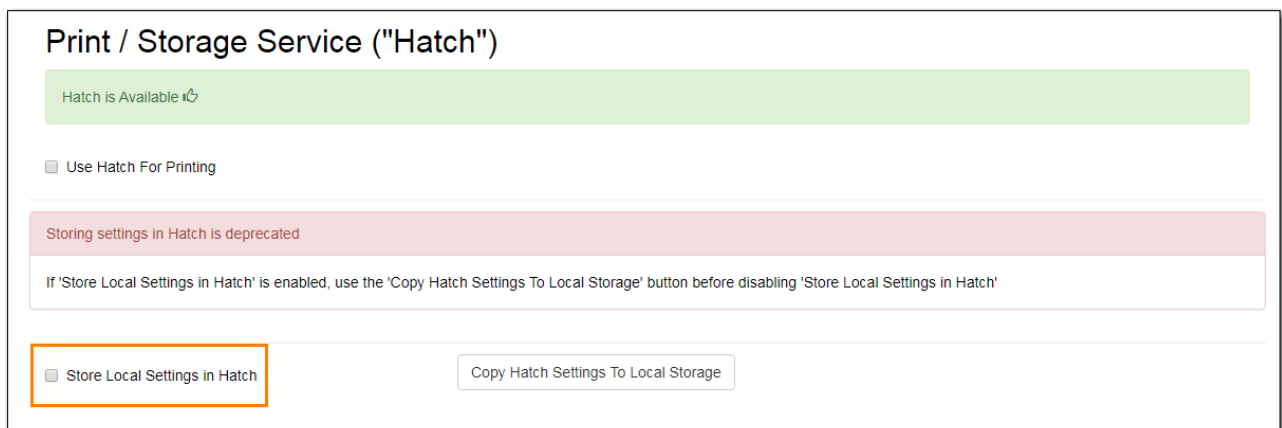 Print / Storage Service ("Hatch")
Hatch is Available
Use Hatch For Printing
Storing settings in Hatch is deprecated
If 'Store Local Settings in Hatch' is enabled, use the 'Copy Hatch Settings To Local Storage' button before disabling 'Store Local Settings in Hatch'
Store Local Settings in Hatch
Copy Hatch Settings To Local Storage